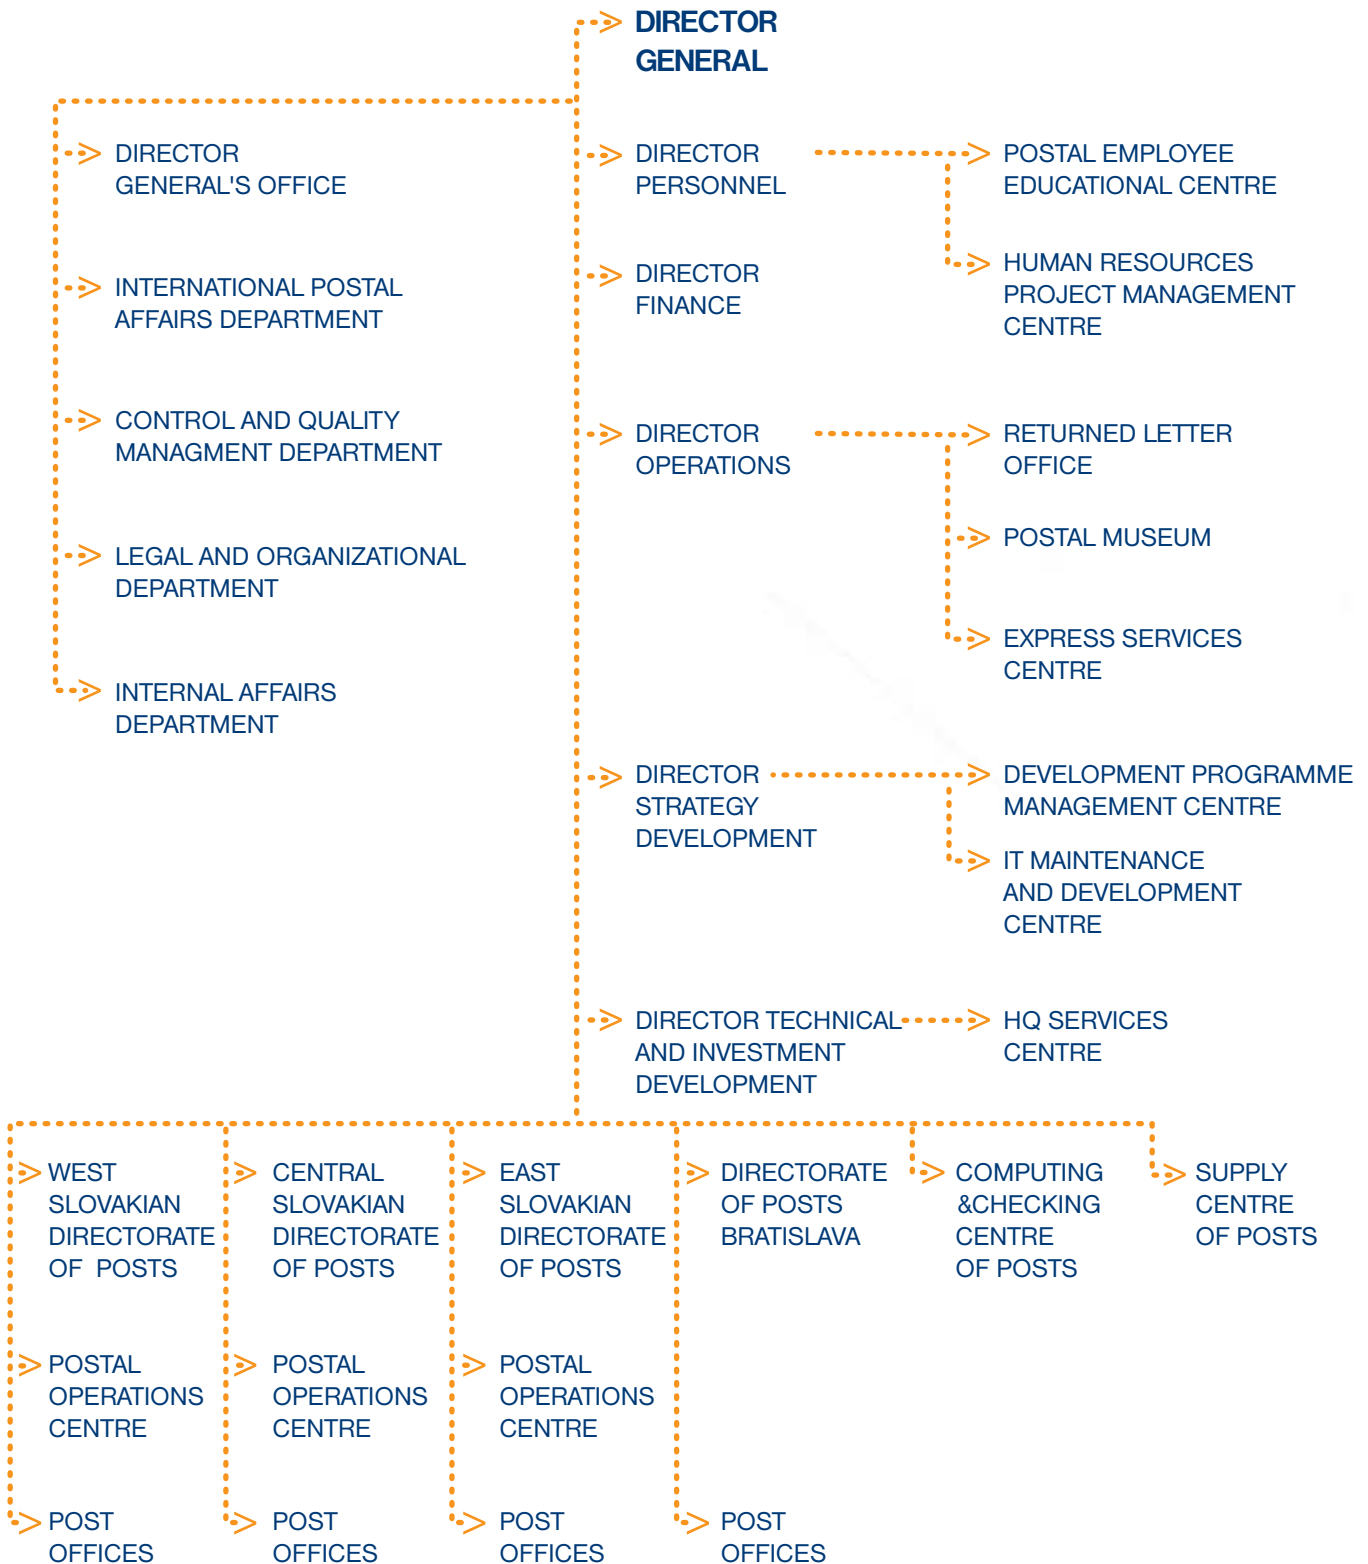 DIRECTOR
GENERAL
DIRECTOR
GENERAL'S OFFICE
INTERNATIONAL POSTAL
AFFAIRS DEPARTMENT
CONTROL AND QUALITY
MANAGMENT DEPARTMENT
LEGAL AND ORGANIZATIONAL
DEPARTMENT
INTERNAL AFFAIRS
DEPARTMENT
DIRECTOR
PERSONNEL
POSTAL EMPLOYEE
EDUCATIONAL CENTRE
HUMAN RESOURCES
PROJECT MANAGEMENT
CENTRE
DIRECTOR
FINANCE
DIRECTOR
OPERATIONS
RETURNED LETTER
OFFICE
POSTAL MUSEUM
EXPRESS SERVICES
CENTRE
DIRECTOR
STRATEGY
DEVELOPMENT
DEVELOPMENT PROGRAMME
MANAGEMENT CENTRE
IT MAINTENANCE
AND DEVELOPMENT
CENTRE
DIRECTOR TECHNICAL
AND INVESTMENT
DEVELOPMENT
HQ SERVICES
CENTRE
WEST
SLOVAKIAN
DIRECTORATE
OF POSTS
POSTAL
OPERATIONS
CENTRE
POST
OFFICES
CENTRAL
SLOVAKIAN
DIRECTORATE
OF POSTS
POSTAL
OPERATIONS
CENTRE
POST
OFFICES
EAST
SLOVAKIAN
DIRECTORATE
OF POSTS
POSTAL
OPERATIONS
CENTRE
POST
OFFICES
DIRECTORATE
OF POSTS
BRATISLAVA
POST
OFFICES
COMPUTING
&CHECKING
CENTRE
OF POSTS
SUPPLY
CENTRE
OF POSTS